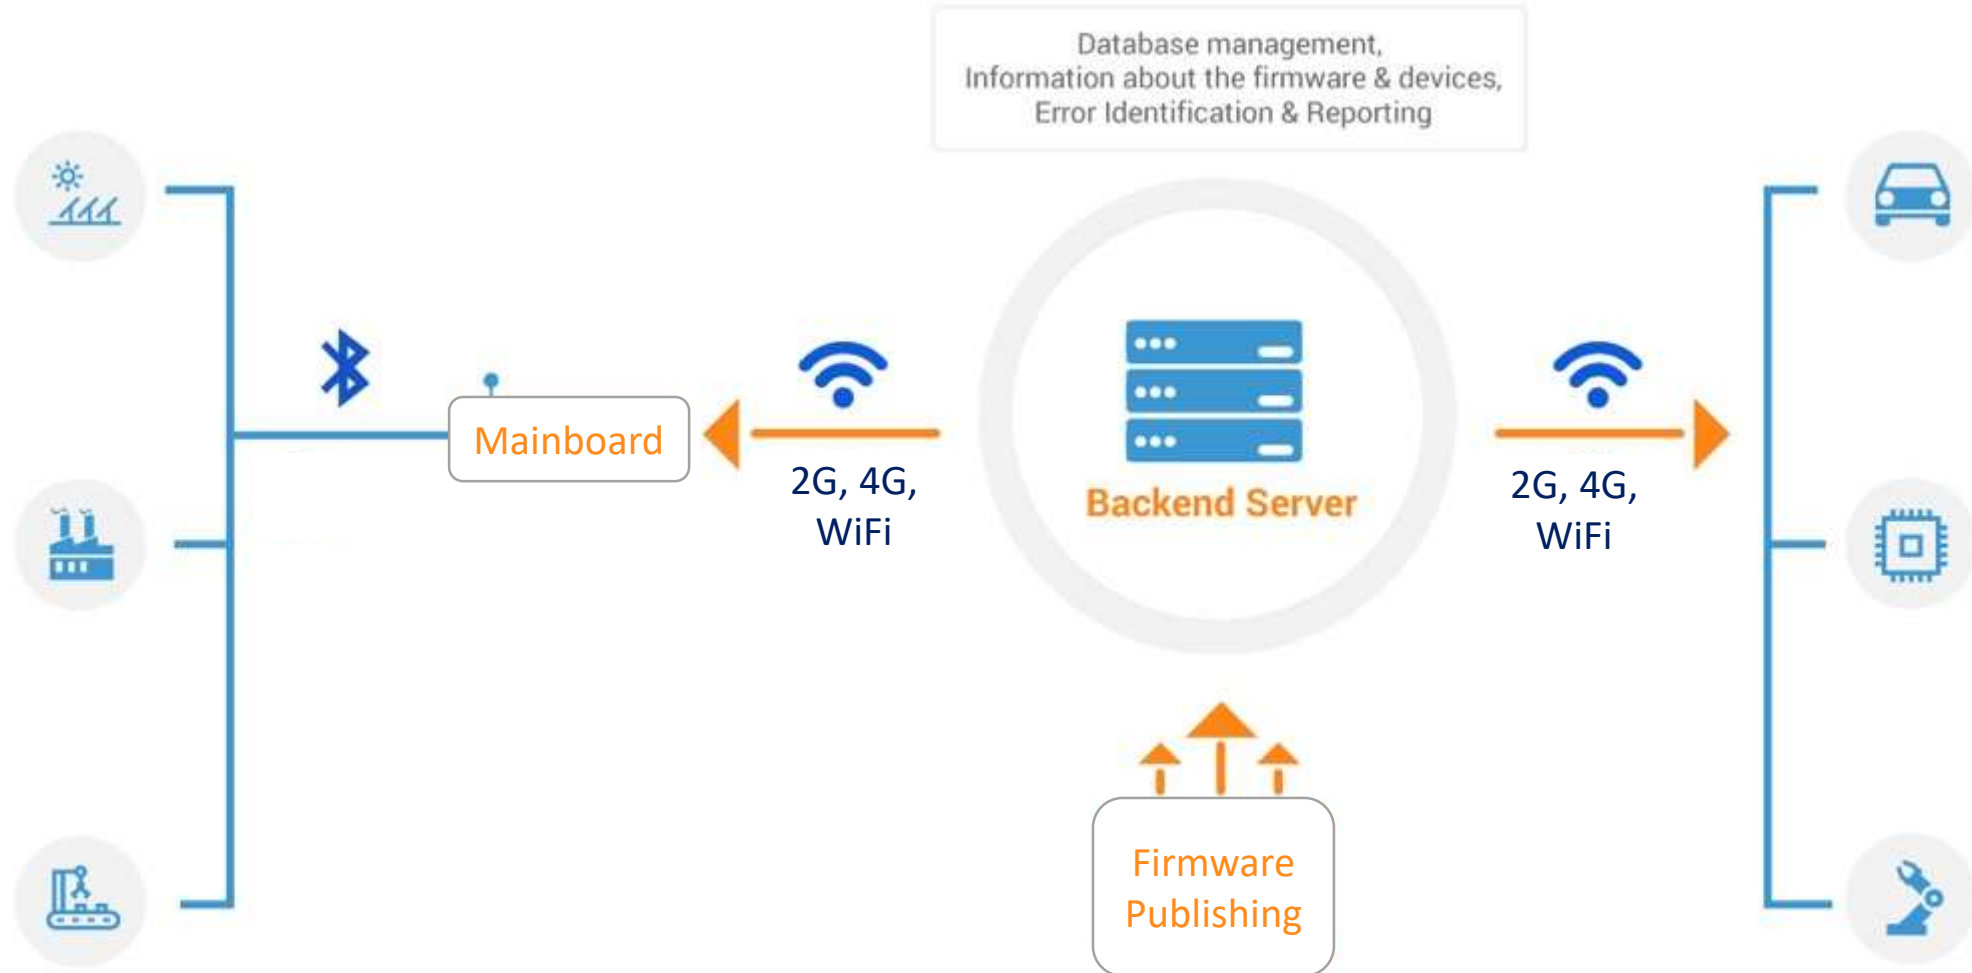 Database management,
Information about the firmware & devices,
Error Identification & Reporting
Mainboard
2G, 4G,
WiFi
Backend Server
2G, 4G,
WiFi
Firmware
Publishing